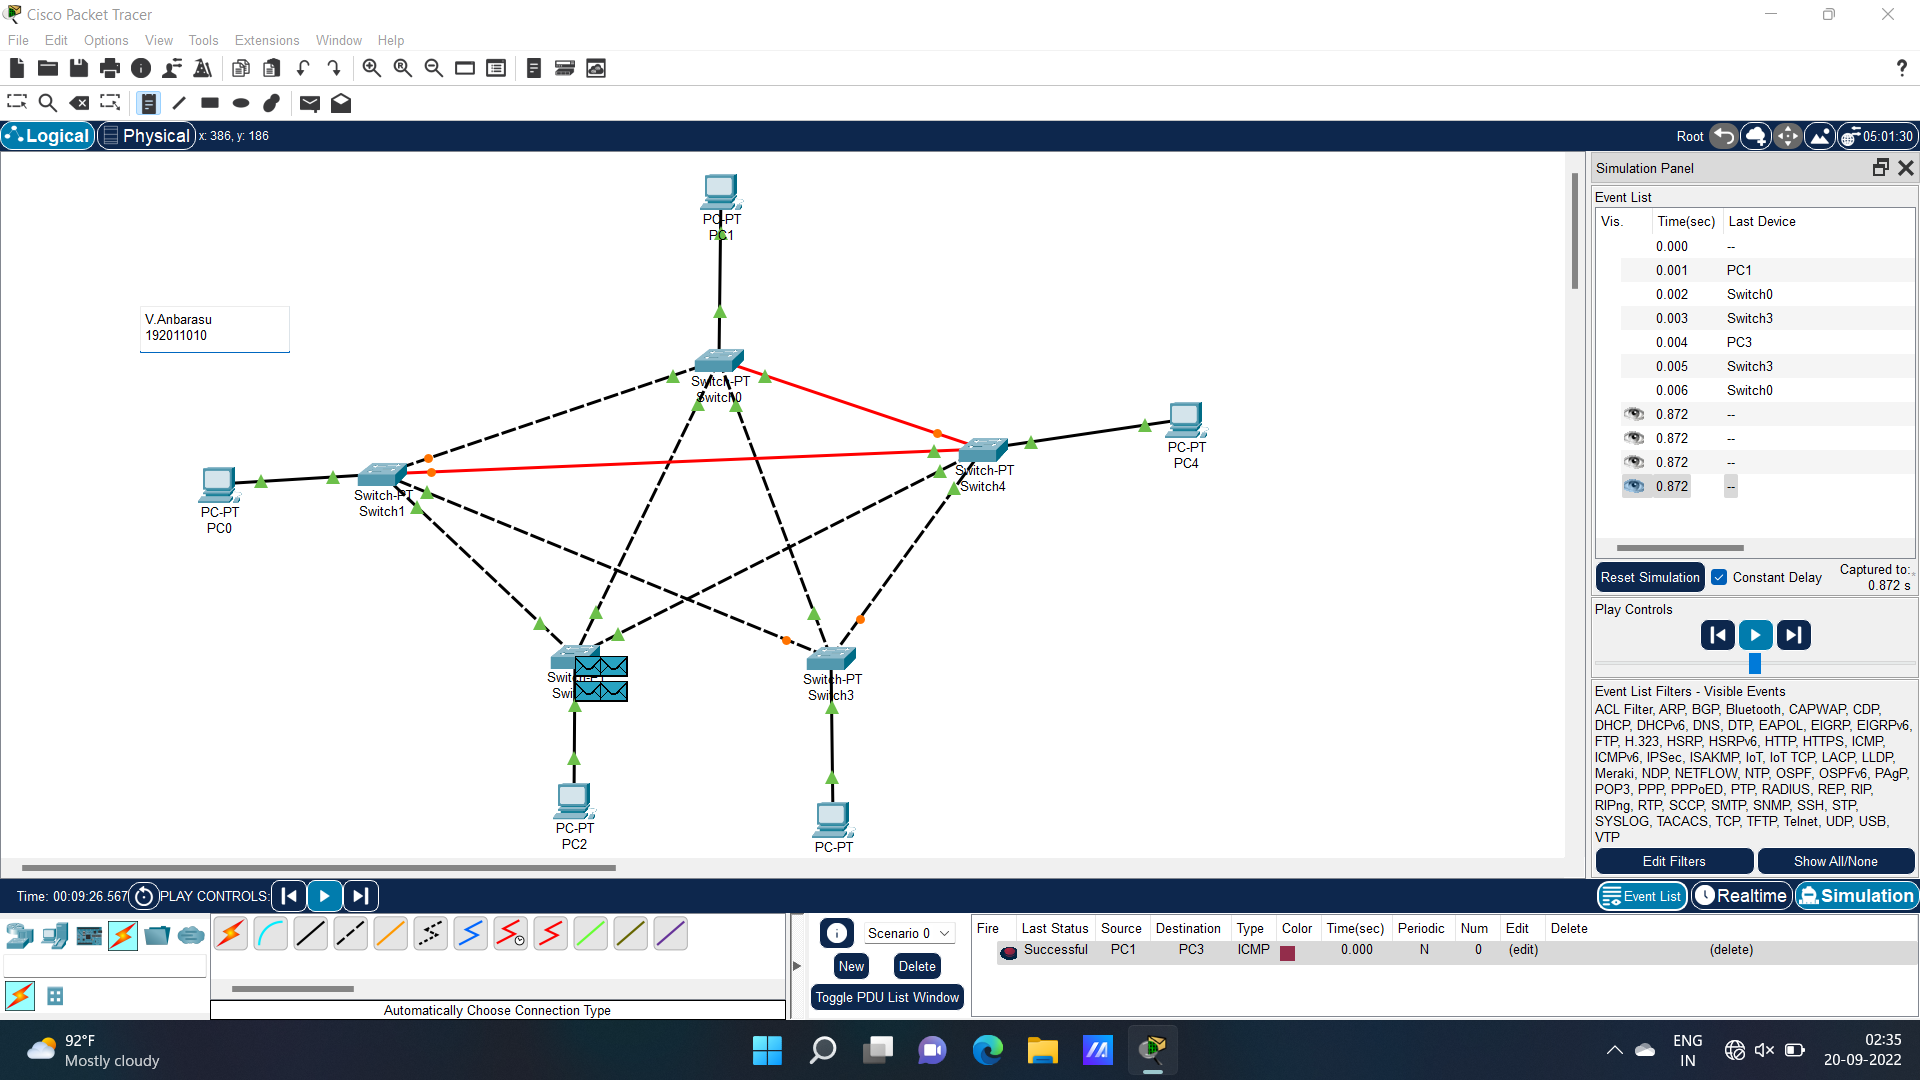 Cisco Packet Tracer
File Edit Options View Tools Extensions Window Help
Logical Physical x: 386, y: 186 Root 05:01:30
V.Anbarasu
192011010
PC-PT
PC1
Switch-PT
Switch0
PC-PT
PC4
Switch-PT
Switch4
Switch-PT
Switch1
PC-PT
PC0
Switch-PT
Switch3
PC-PT
PC2
PC-PT
Simulation Panel
Event List
Vis. Time(sec) Last Device
0.000 --
0.001 PC1
0.002 Switch0
0.003 Switch3
0.004 PC3
0.005 Switch3
0.006 Switch0
0.872 --
0.872 --
0.872 --
0.872 --
Reset Simulation Constant Delay Captured to:
0.872 s
Play Controls
Event List Filters - Visible Events
ACL Filter, ARP, BGP, Bluetooth, CAPWAP, CDP,
DHCP, DHCPv6, DNS, DTP, EAPOL, EIGRP, EIGRPv6,
FTP, H.323, HSRP, HSRPv6, HTTP, HTTPS, ICMP,
ICMPv6, IPSec, ISAKMP, IoT, IoT TCP, LACP, LLDP,
Meraki, NDP, NETFLOW, NTP, OSPF, OSPFv6, PAgP,
POP3, PPP, PPPoED, PTP, RADIUS, REP, RIP,
RIPng, RTP, SCCP, SMTP, SNMP, SSH, STP,
SYSLOG, TACACS, TCP, TFTP, Telnet, UDP, USB,
VTP
Edit Filters Show All/None
Time: 00:09:26.567 PLAY CONTROLS: Event List Realtime Simulation
Scenario 0
New Delete
Toggle PDU List Window
Fire Last Status Source Destination Type Color Time(sec) Periodic Num Edit Delete
Successful PC1 PC3 ICMP 0.000 N 0 (edit) (delete)
Automatically Choose Connection Type
92°F
Mostly cloudy
ENG
IN
02:35
20-09-2022